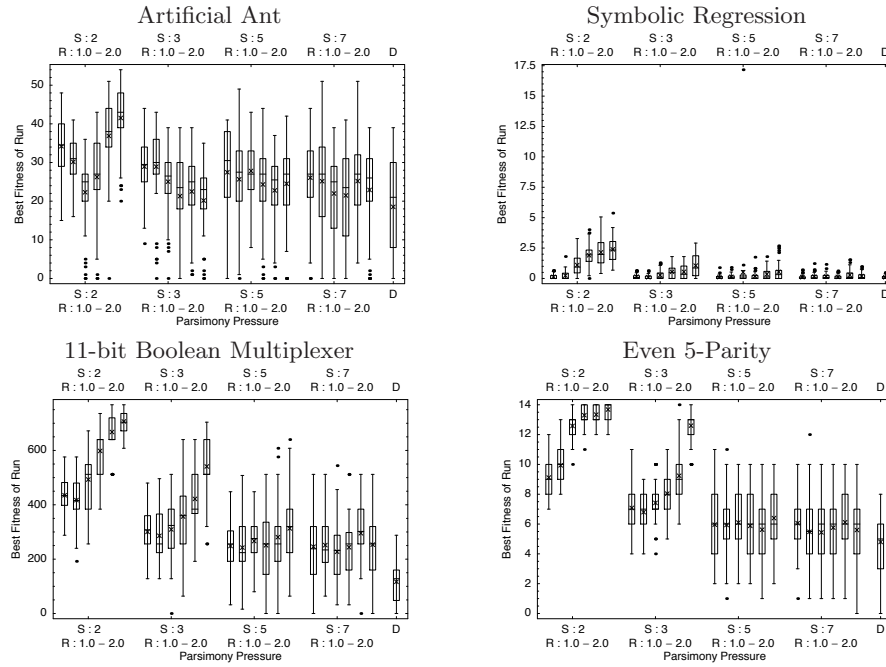 Artificial Ant
S : 2 S : 3 S : 5 S : 7
R : 1.0 – 2.0 R : 1.0 – 2.0 R : 1.0 – 2.0 R : 1.0 – 2.0 D
50
40
30
20
10
0
Best Fitness of Run
S : 2 S : 3 S : 5 S : 7
R : 1.0 – 2.0 R : 1.0 – 2.0 R : 1.0 – 2.0 R : 1.0 – 2.0 D
Parsimony Pressure
Symbolic Regression
S : 2 S : 3 S : 5 S : 7
R : 1.0 – 2.0 R : 1.0 – 2.0 R : 1.0 – 2.0 R : 1.0 – 2.0 D
17.5
15
12.5
10
7.5
5
2.5
0
Best Fitness of Run
S : 2 S : 3 S : 5 S : 7
R : 1.0 – 2.0 R : 1.0 – 2.0 R : 1.0 – 2.0 R : 1.0 – 2.0 D
Parsimony Pressure
11-bit Boolean Multiplexer
S : 2 S : 3 S : 5 S : 7
R : 1.0 – 2.0 R : 1.0 – 2.0 R : 1.0 – 2.0 R : 1.0 – 2.0 D
600
400
200
0
Best Fitness of Run
S : 2 S : 3 S : 5 S : 7
R : 1.0 – 2.0 R : 1.0 – 2.0 R : 1.0 – 2.0 R : 1.0 – 2.0 D
Parsimony Pressure
Even 5-Parity
S : 2 S : 3 S : 5 S : 7
R : 1.0 – 2.0 R : 1.0 – 2.0 R : 1.0 – 2.0 R : 1.0 – 2.0 D
14
12
10
8
6
4
2
0
Best Fitness of Run
S : 2 S : 3 S : 5 S : 7
R : 1.0 – 2.0 R : 1.0 – 2.0 R : 1.0 – 2.0 R : 1.0 – 2.0 D
Parsimony Pressure